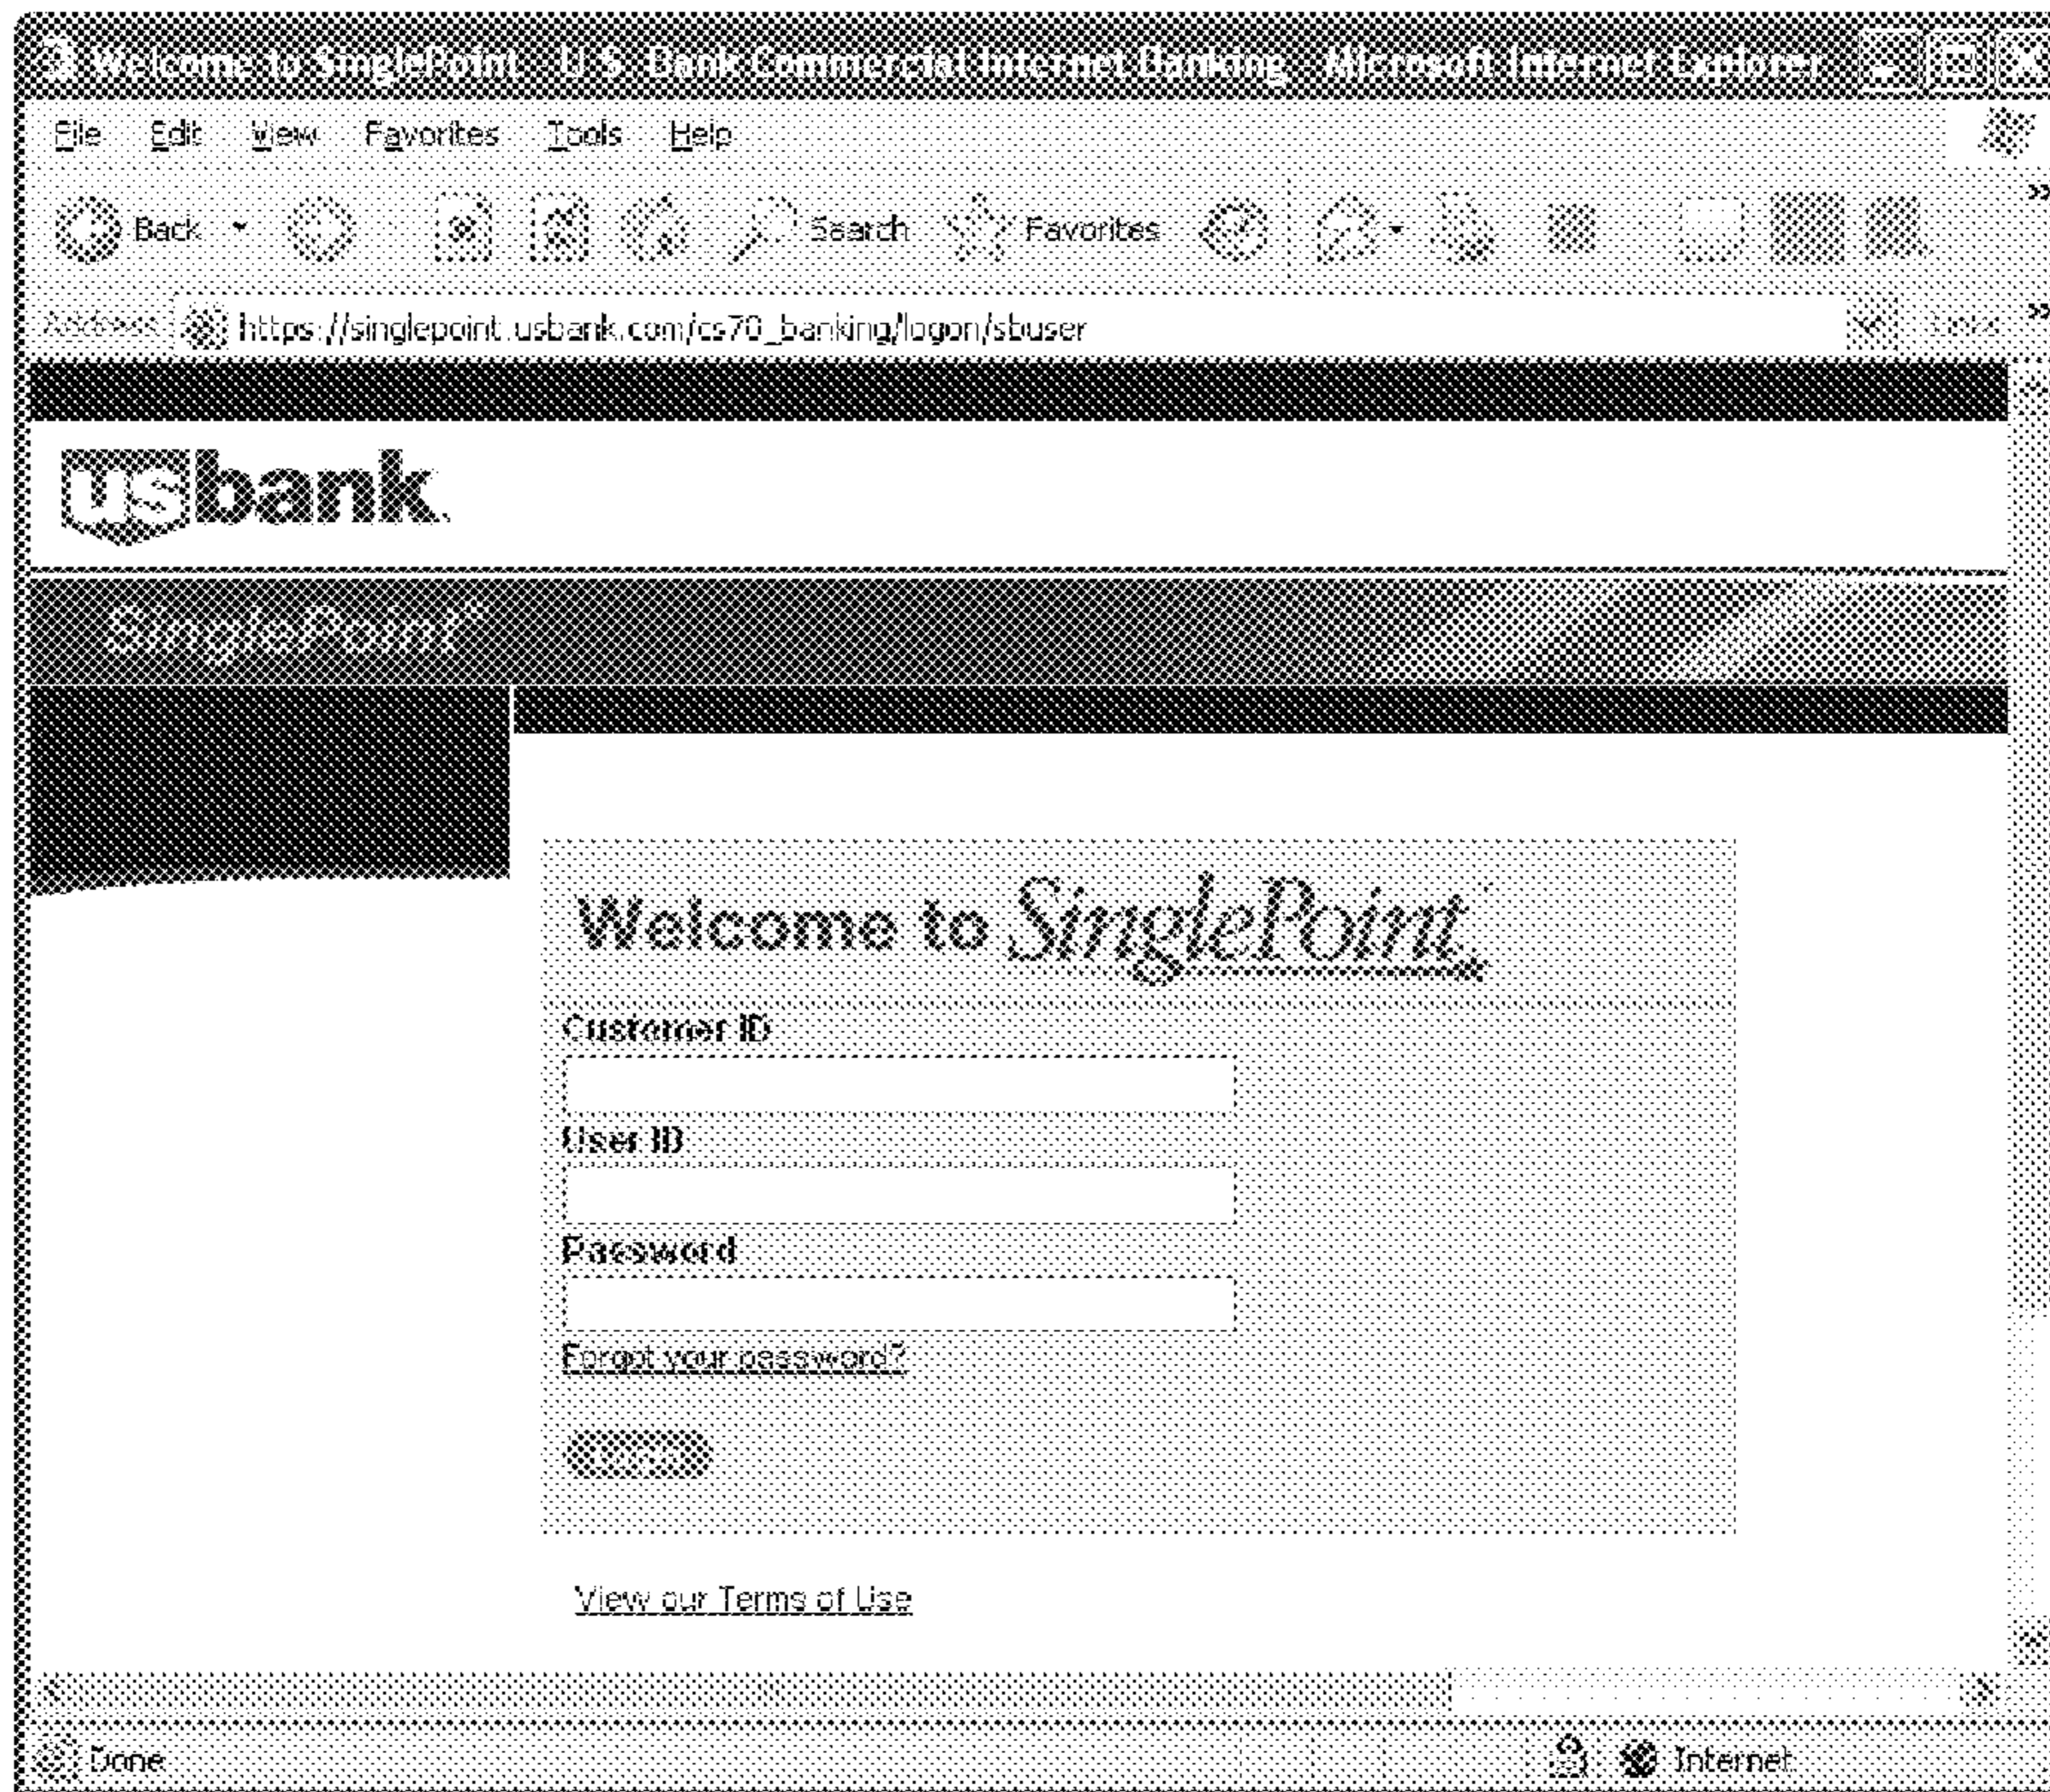 Welcome to SinglePoint - U.S. Bank Commercial Internet Banking - Microsoft Internet Explorer
File Edit View Favorites Tools Help
Back Search Favorites
Address https://singlepoint.usbank.com/cs70_banking/logon/sbuser Links
usbank.
SinglePoint®
Welcome to SinglePoint
Customer ID
User ID
Password
Forgot your password?
View our Terms of Use
Done Internet